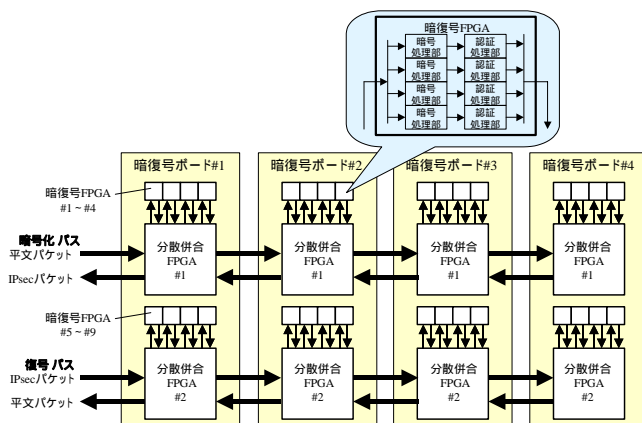 暗復号FPGA
暗号
処理部
認証
処理部
暗号
処理部
認証
処理部
暗号
処理部
認証
処理部
暗号
処理部
認証
処理部
暗復号ボード#1
暗復号ボード#2
暗復号ボード#3
暗復号ボード#4
暗復号FPGA
#1 ~ #4
暗号化 パス
平文パケット
IPsecパケット
分散併合
FPGA
#1
分散併合
FPGA
#1
分散併合
FPGA
#1
分散併合
FPGA
#1
暗復号FPGA
#5 ~ #9
復号 パス
IPsecパケット
平文パケット
分散併合
FPGA
#2
分散併合
FPGA
#2
分散併合
FPGA
#2
分散併合
FPGA
#2